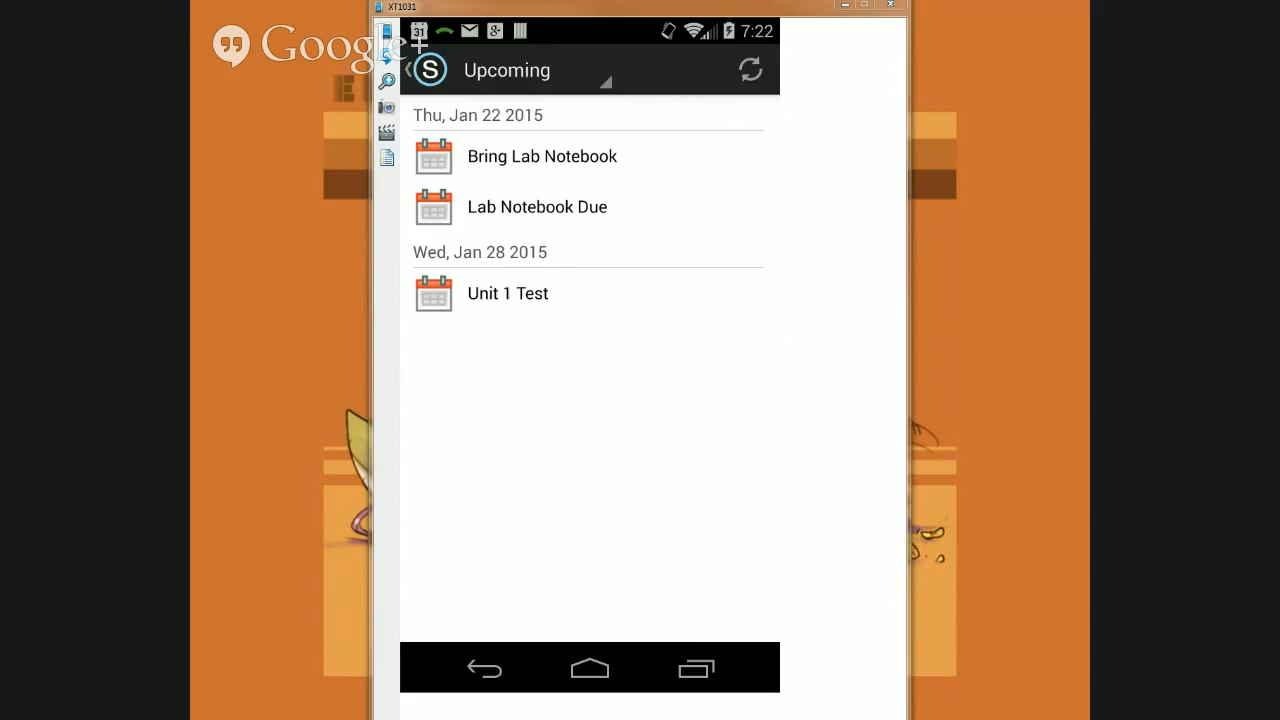 XT1031
Google+
31
g+
7:22
S
Upcoming
Thu, Jan 22 2015
Bring Lab Notebook
Lab Notebook Due
Wed, Jan 28 2015
Unit 1 Test